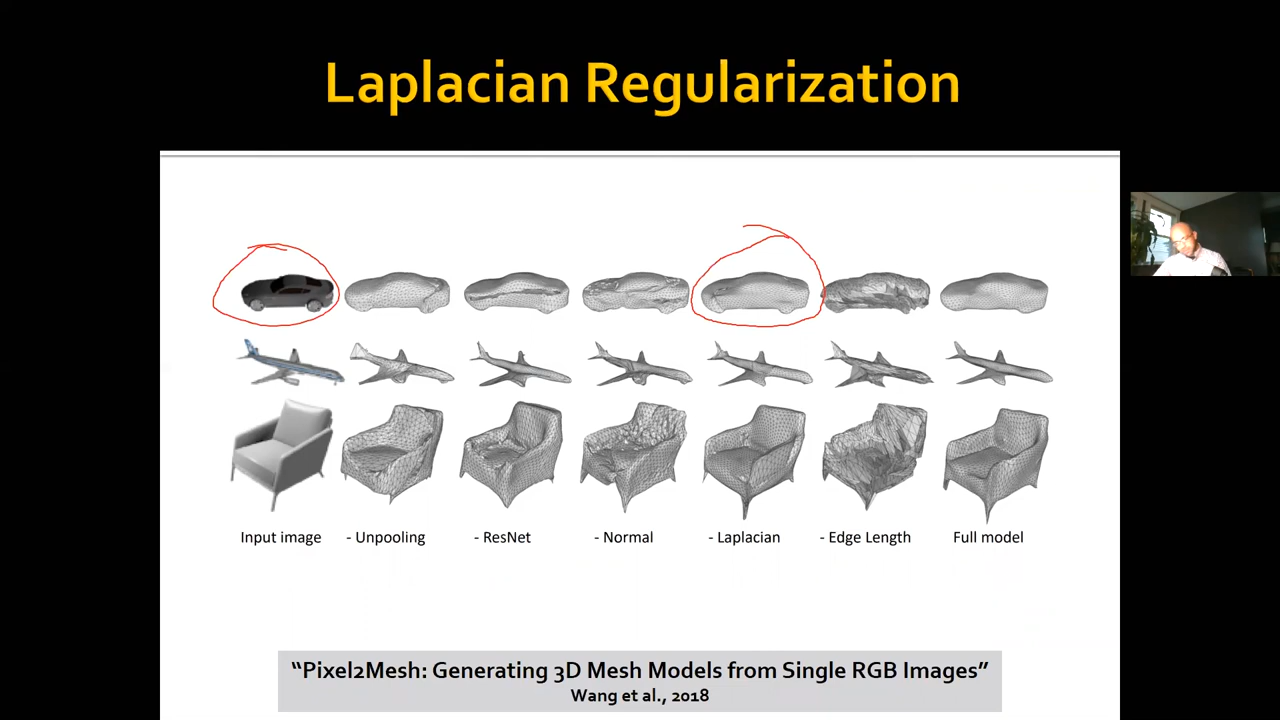 Laplacian Regularization
Input image - Unpooling - ResNet - Normal - Laplacian - Edge Length Full model
“Pixel2Mesh: Generating 3D Mesh Models from Single RGB Images”
Wang et al., 2018